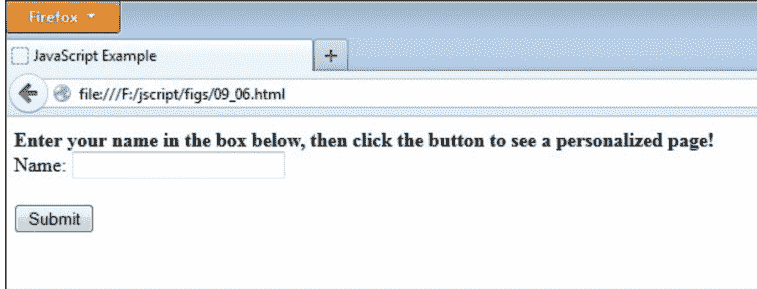 Firefox
JavaScript Example
+
file:///F:/jscript/figs/09_06.html
Enter your name in the box below, then click the button to see a personalized page!
Name:
Submit